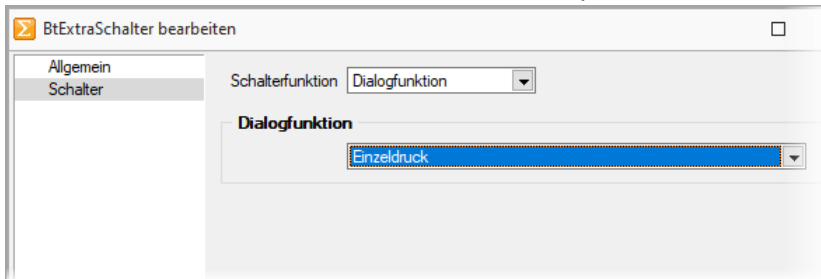 BtExtraSchalter bearbeiten
Allgemein
Schalter
Schalterfunktion Dialogfunktion
Dialogfunktion
Einzeldruck